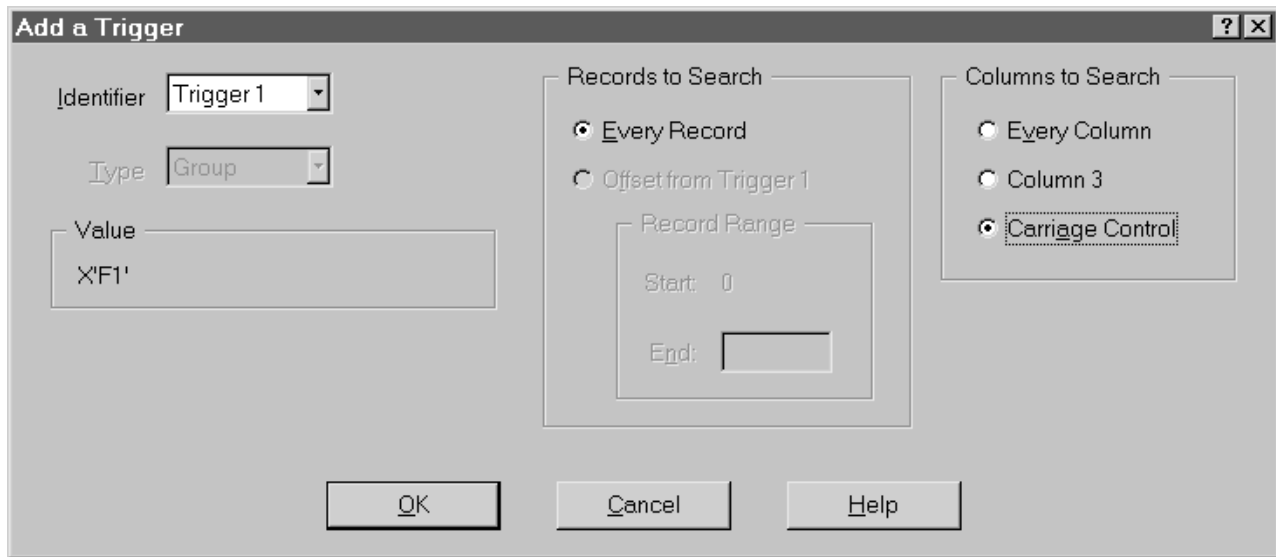 Add a Trigger
Identifier Trigger 1
Type Group
Value
X'F1'
Records to Search
Every Record
Offset from Trigger 1
Record Range
Start: 0
End:
Columns to Search
Every Column
Column 3
Carriage Control
OK Cancel Help